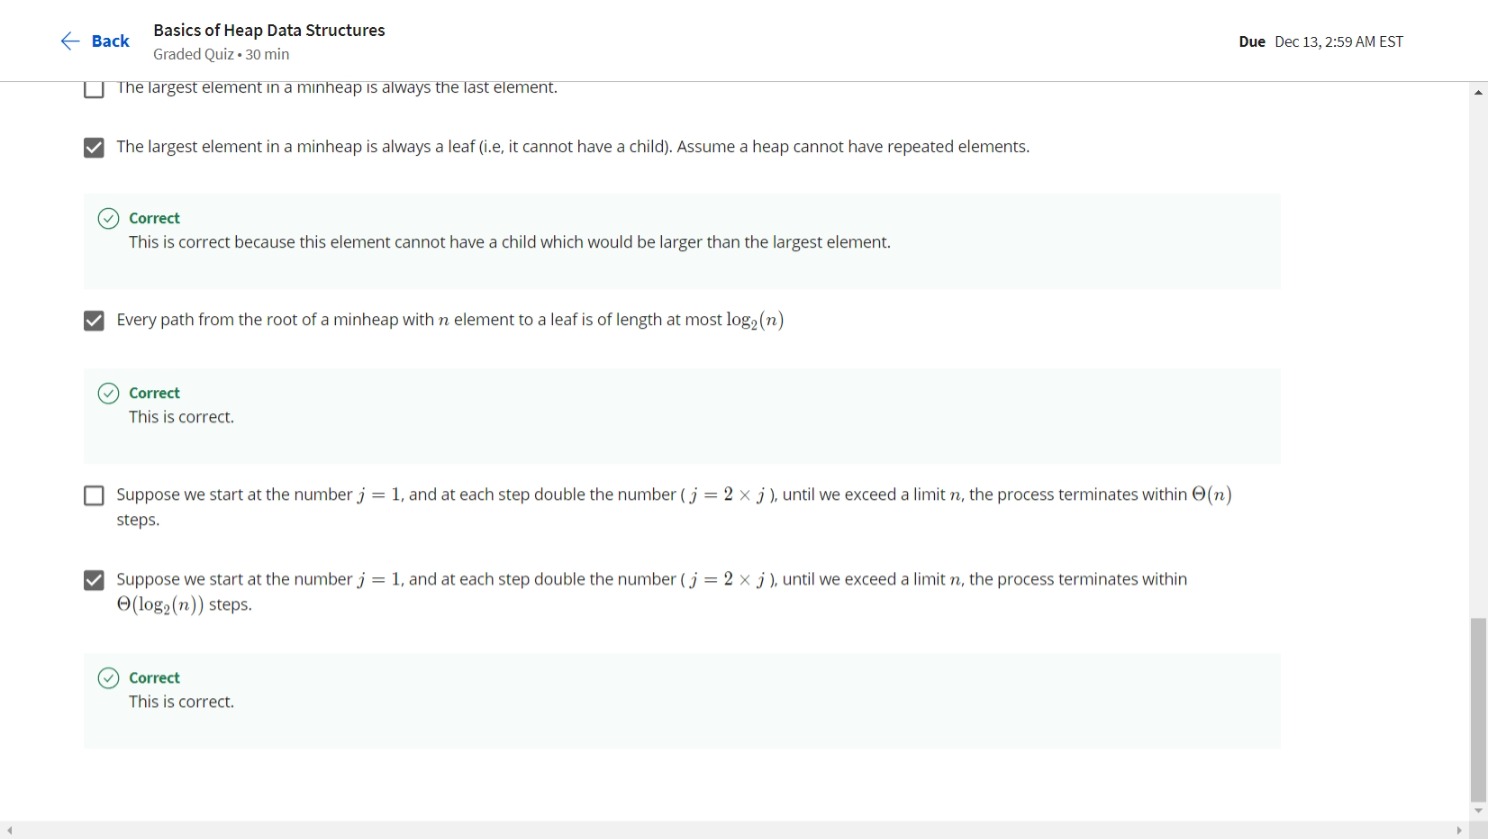 Back
Basics of Heap Data Structures
Graded Quiz • 30 min
Due Dec 13, 2:59 AM EST
The largest element in a minheap is always the last element.
The largest element in a minheap is always a leaf (i.e, it cannot have a child). Assume a heap cannot have repeated elements.
Correct
This is correct because this element cannot have a child which would be larger than the largest element.
Every path from the root of a minheap with n element to a leaf is of length at most log₂(n)
Correct
This is correct.
Suppose we start at the number j = 1, and at each step double the number ( j = 2 × j ), until we exceed a limit n, the process terminates within Θ(n)
steps.
Suppose we start at the number j = 1, and at each step double the number ( j = 2 × j ), until we exceed a limit n, the process terminates within
Θ(log₂(n)) steps.
Correct
This is correct.